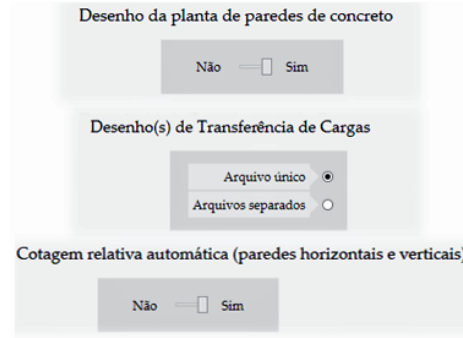 Desenho da planta de paredes de concreto
Não Sim
Desenho(s) de Transferência de Cargas
Arquivo único
Arquivos separados
Cotagem relativa automática (paredes horizontais e verticais)
Não Sim